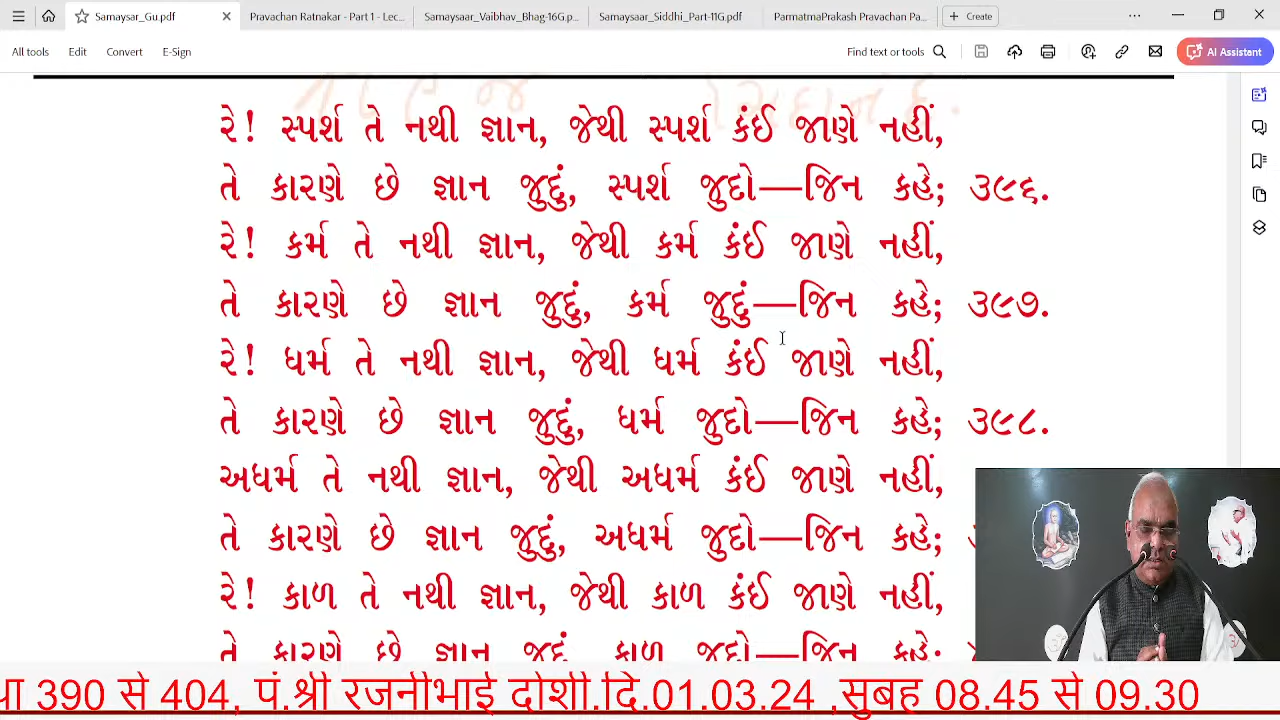 Samaysar_Gu.pdf
Pravachan Ratnakar - Part 1 - Lec...
Samaysaar_Vaibhav_Bhag-16G.p...
Samaysaar_Siddhi_Part-11G.pdf
ParmatmaPrakash Pravachan Pa...
Create
All tools Edit Convert E-Sign
Find text or tools
AI Assistant
રે! સ્પર્શ તે નથી જ્ઞાન, જેથી સ્પર્શ કંઈ જાણે નહીં,
તે કારણે છે જ્ઞાન જુદું, સ્પર્શ જુદો—જિન કહે; ૩૯૬.
રે! કર્મ તે નથી જ્ઞાન, જેથી કર્મ કંઈ જાણે નહીં,
તે કારણે છે જ્ઞાન જુદું, કર્મ જુદું—જિન કહે; ૩૯૭.
રે! ધર્મ તે નથી જ્ઞાન, જેથી ધર્મ કંઈ જાણે નહીં,
તે કારણે છે જ્ઞાન જુદું, ધર્મ જુદો—જિન કહે; ૩૯૮.
અધર્મ તે નથી જ્ઞાન, જેથી અધર્મ કંઈ જાણે નહીં,
તે કારણે છે જ્ઞાન જુદું, અધર્મ જુદો—જિન કહે;
રે! કાળ તે નથી જ્ઞાન, જેથી કાળ કંઈ જાણે નહીં,
તે કારણે છે જ્ઞાન જુદું, કાળ જુદો—જિન કહે;
390 से 404, पं.श्री रजनीभाई दोशी.दि.01.03.24 ,सुबह 08.45 से 09.30